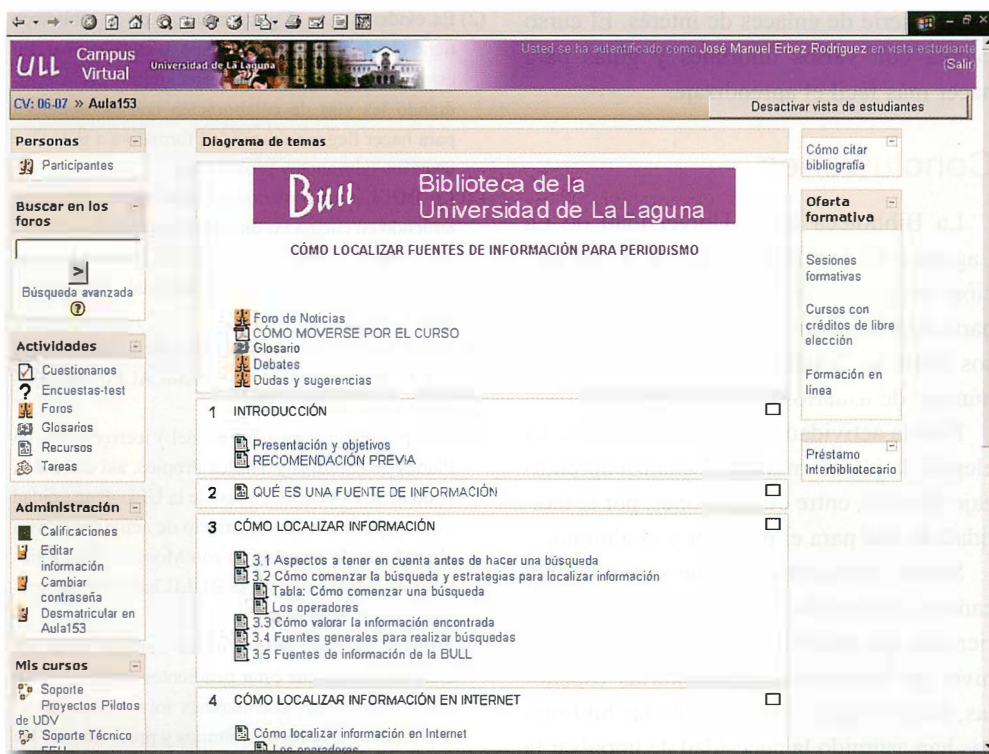 ULL Campus Virtual
Universidad de La Laguna
Usted se ha autentificado como José Manuel Erbez Rodríguez en vista estudiante
(Salir)
CV: 06-07 » Aula153
Desactivar vista de estudiantes
Personas
Participantes
Buscar en los
foros
>
Búsqueda avanzada
?
Actividades
Cuestionarios
Encuestas-test
Foros
Glosarios
Recursos
Tareas
Administración
Calificaciones
Editar
información
Cambiar
contraseña
Desmatricular en
Aula153
Mis cursos
Soporte
Proyectos Pilotos
de UDV
Soporte Técnico
Diagrama de temas
Bull
Biblioteca de la
Universidad de La Laguna
CÓMO LOCALIZAR FUENTES DE INFORMACIÓN PARA PERIODISMO
Foro de Noticias
CÓMO MOVERSE POR EL CURSO
Glosario
Debates
Dudas y sugerencias
1 INTRODUCCIÓN
Presentación y objetivos
RECOMENDACIÓN PREVIA
2 QUÉ ES UNA FUENTE DE INFORMACIÓN
3 CÓMO LOCALIZAR INFORMACIÓN
3.1 Aspectos a tener en cuenta antes de hacer una búsqueda
3.2 Cómo comenzar la búsqueda y estrategias para localizar información
Tabla: Cómo comenzar una búsqueda
Los operadores
3.3 Cómo valorar la información encontrada
3.4 Fuentes generales para realizar búsquedas
3.5 Fuentes de información de la BULL
4 CÓMO LOCALIZAR INFORMACIÓN EN INTERNET
Cómo localizar información en Internet
Los operadores
Cómo citar
bibliografía
Oferta
formativa
Sesiones
formativas
Cursos con
créditos de libre
elección
Formación en
línea
Préstamo
Interbibliotecario